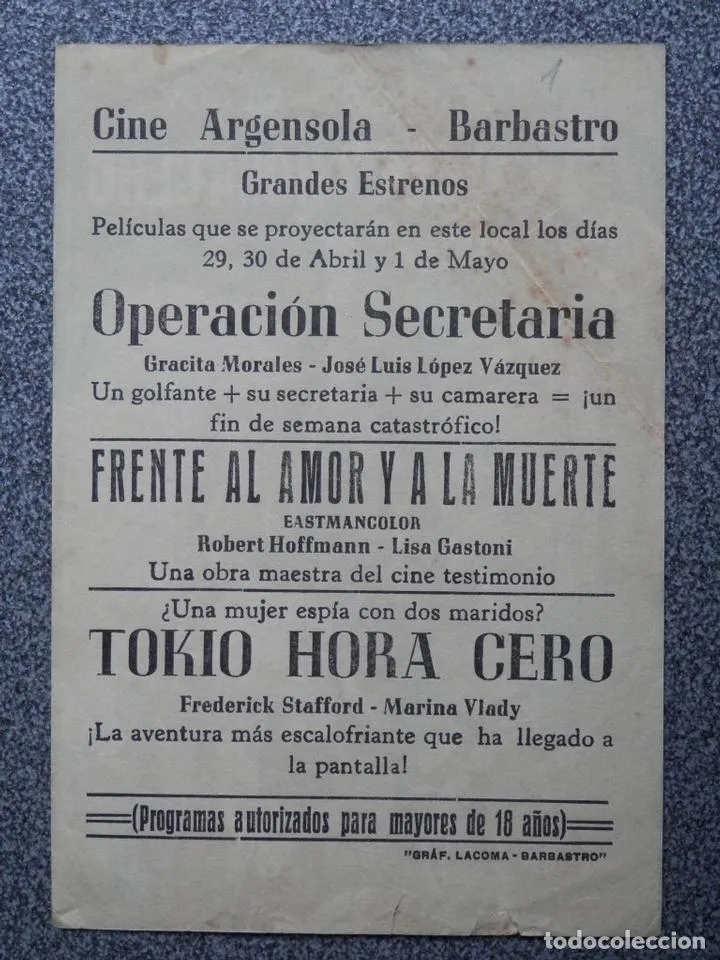 1
Cine Argensola - Barbastro
Grandes Estrenos
Películas que se proyectarán en este local los días
29, 30 de Abril y 1 de Mayo
Operación Secretaria
Gracita Morales - José Luis López Vázquez
Un golfante + su secretaria + su camarera = ¡un
fin de semana catastrófico!
FRENTE AL AMOR Y A LA MUERTE
EASTMANCOLOR
Robert Hoffmann - Lisa Gastoni
Una obra maestra del cine testimonio
¿Una mujer espía con dos maridos?
TOKIO HORA CERO
Frederick Stafford - Marina Vlady
¡La aventura más escalofriante que ha llegado a
la pantalla!
(Programas autorizados para mayores de 18 años)
"GRÁF. LACOMA - BARBASTRO"
todocoleccion